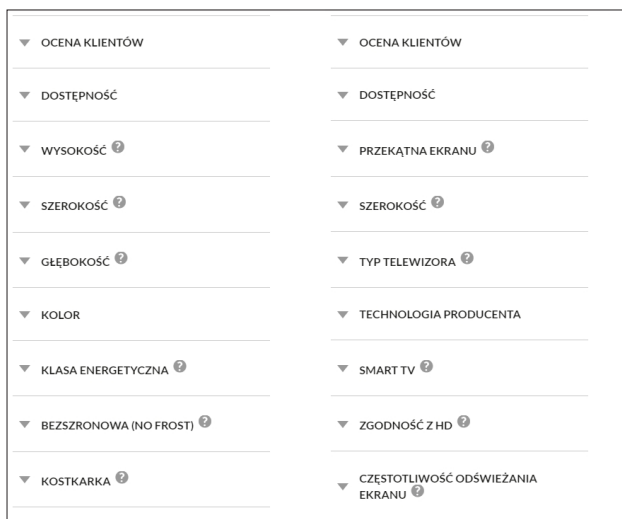 OCENA KLIENTÓW
DOSTĘPNOŚĆ
WYSOKOŚĆ ?
SZEROKOŚĆ ?
GŁĘBOKOŚĆ ?
KOLOR
KLASA ENERGETYCZNA ?
BEZSZRONOWA (NO FROST) ?
KOSTKARKA ?
OCENA KLIENTÓW
DOSTĘPNOŚĆ
PRZEKĄTNA EKRANU ?
SZEROKOŚĆ ?
TYP TELEWIZORA ?
TECHNOLOGIA PRODUCENTA
SMART TV ?
ZGODNOŚĆ Z HD ?
CZĘSTOTLIWOŚĆ ODŚWIEŻANIA
EKRANU ?